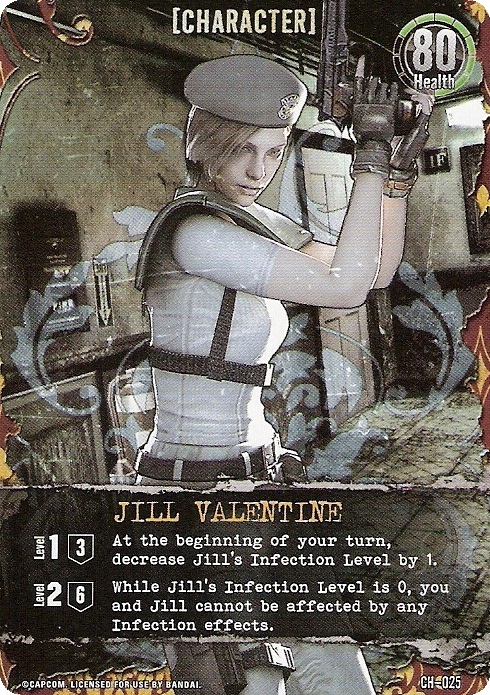 [CHARACTER]
80
Health
JILL VALENTINE
Level 1 3 At the beginning of your turn,
decrease Jill's Infection Level by 1.
Level 2 6 While Jill's Infection Level is 0, you
and Jill cannot be affected by any
Infection effects.
©CAPCOM. LICENSED FOR USE BY BANDAI.
CH-025